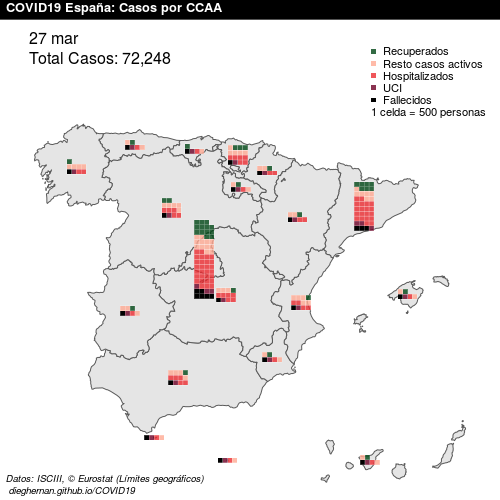 COVID19 España: Casos por CCAA
27 mar
Total Casos: 72,248
Recuperados
Resto casos activos
Hospitalizados
UCI
Fallecidos
1 celda = 500 personas
Datos: ISCIII, © Eurostat (Límites geográficos)
dieghernan.github.io/COVID19